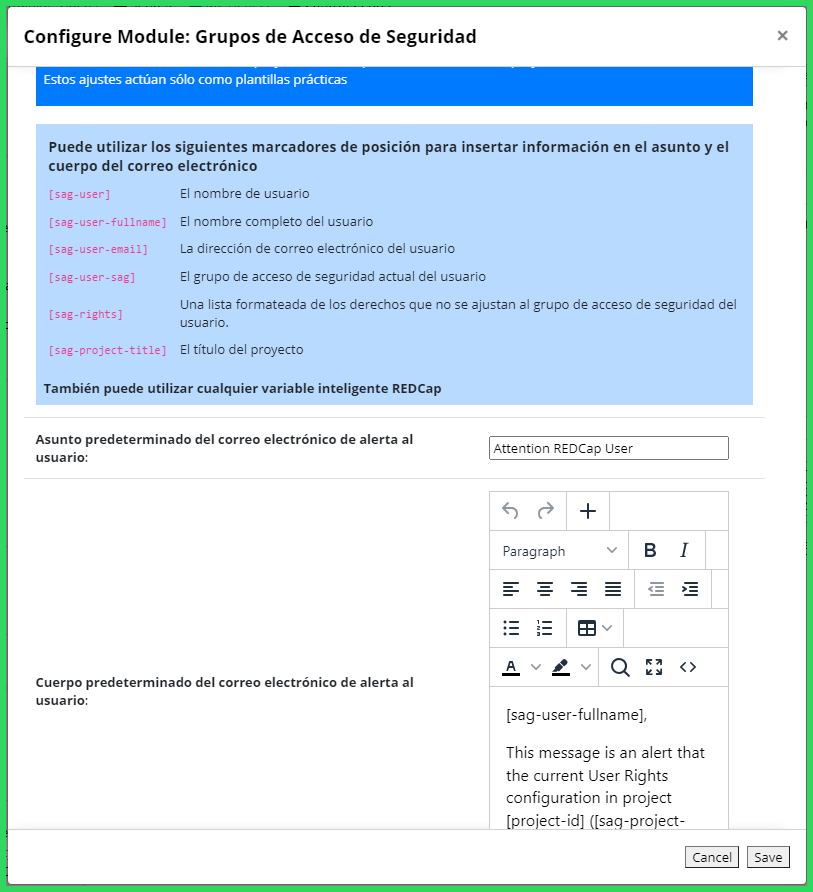 Configure Module: Grupos de Acceso de Seguridad
×
Estos ajustes actúan sólo como plantillas prácticas
Puede utilizar los siguientes marcadores de posición para insertar información en el asunto y el
cuerpo del correo electrónico
[sag-user] El nombre de usuario
[sag-user-fullname] El nombre completo del usuario
[sag-user-email] La dirección de correo electrónico del usuario
[sag-user-sag] El grupo de acceso de seguridad actual del usuario
[sag-rights] Una lista formateada de los derechos que no se ajustan al grupo de acceso de seguridad del
usuario.
[sag-project-title] El título del proyecto
También puede utilizar cualquier variable inteligente REDCap
Asunto predeterminado del correo electrónico de alerta al
usuario:
Attention REDCap User
Paragraph B I
A
Cuerpo predeterminado del correo electrónico de alerta al
usuario:
[sag-user-fullname],
This message is an alert that
the current User Rights
configuration in project
[project-id] ([sag-project-
Cancel Save